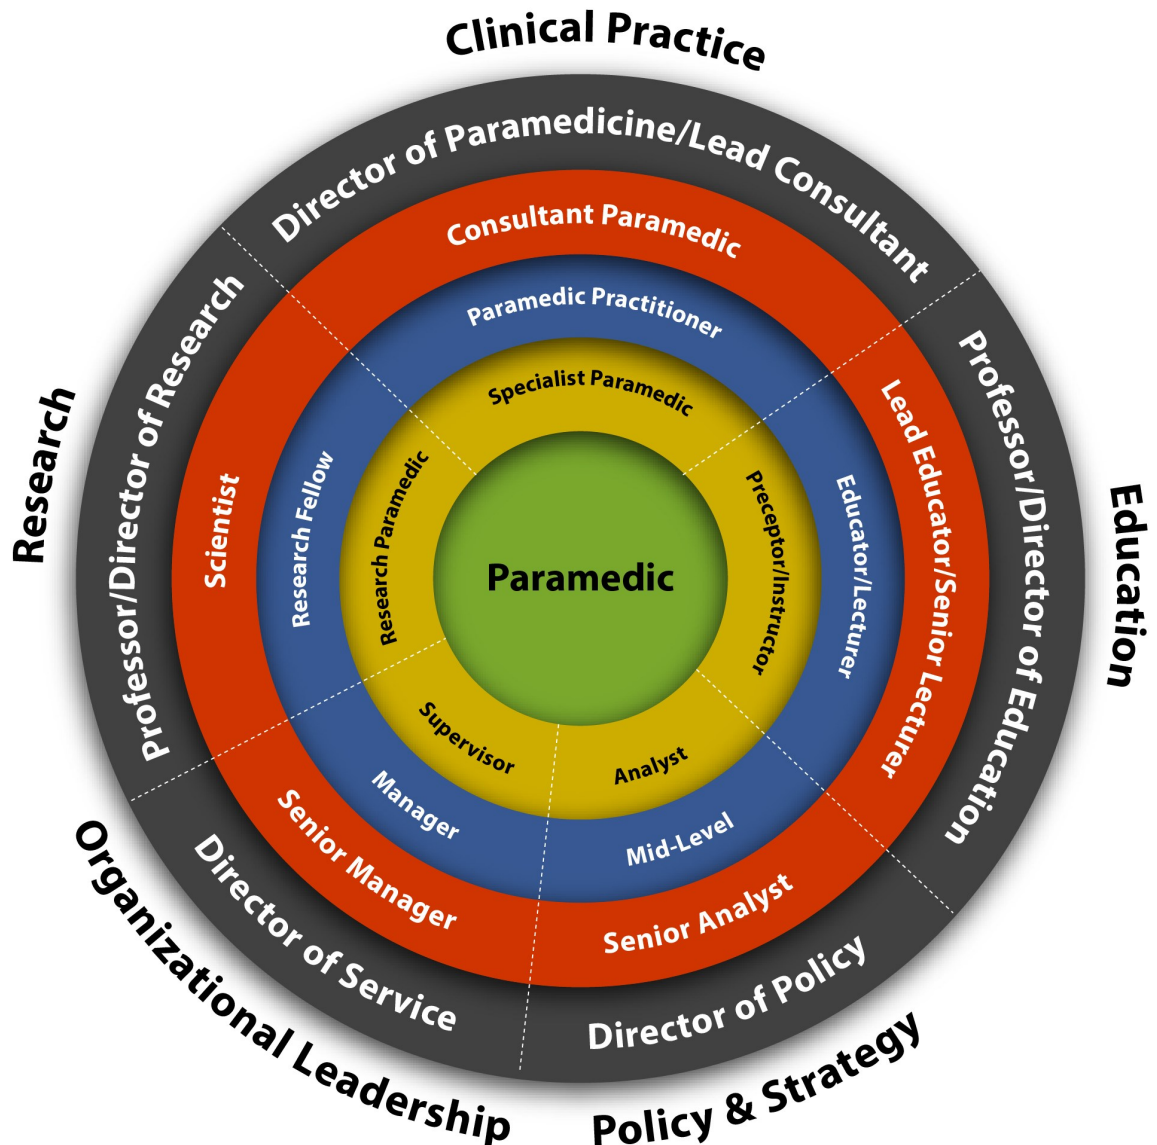 Clinical Practice
Director of Paramedicine/Lead Consultant
Consultant Paramedic
Paramedic Practitioner
Specialist Paramedic
Paramedic
Education
Professor/Director of Education
Lead Educator/Senior Lecturer
Educator/Lecturer
Preceptor/Instructor
Policy & Strategy
Director of Policy
Senior Analyst
Mid-Level
Analyst
Organizational Leadership
Director of Service
Senior Manager
Manager
Supervisor
Research
Professor/Director of Research
Scientist
Research Fellow
Research Paramedic